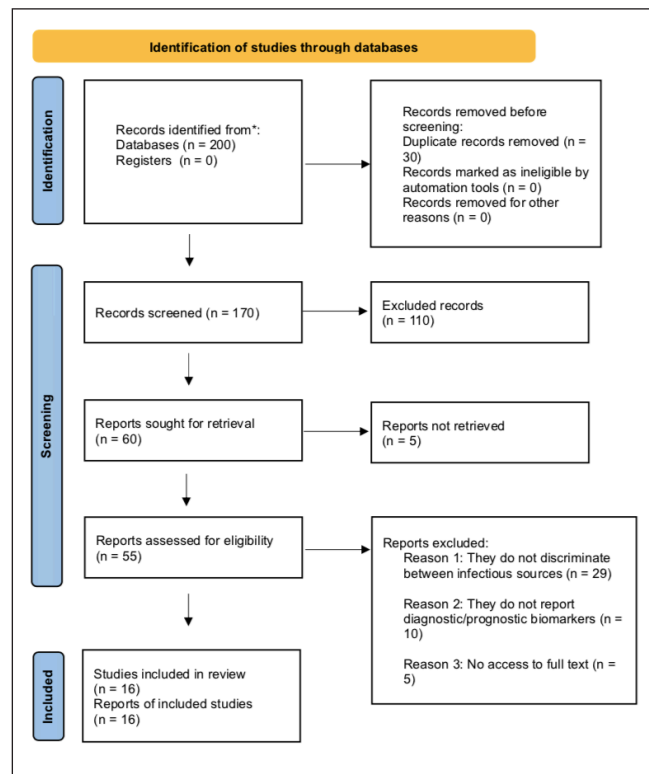 Identification of studies through databases
Identification
Records identified from*:
Databases (n = 200)
Registers (n = 0)
Records removed before
screening:
Duplicate records removed (n =
30)
Records marked as ineligible by
automation tools (n = 0)
Records removed for other
reasons (n = 0)
Screening
Records screened (n = 170)
Excluded records
(n = 110)
Reports sought for retrieval
(n = 60)
Reports not retrieved
(n = 5)
Reports assessed for eligibility
(n = 55)
Reports excluded:
Reason 1: They do not discriminate
between infectious sources (n = 29)
Reason 2: They do not report
diagnostic/prognostic biomarkers (n =
10)
Reason 3: No access to full text (n =
5)
Included
Studies included in review
(n = 16)
Reports of included studies
(n = 16)